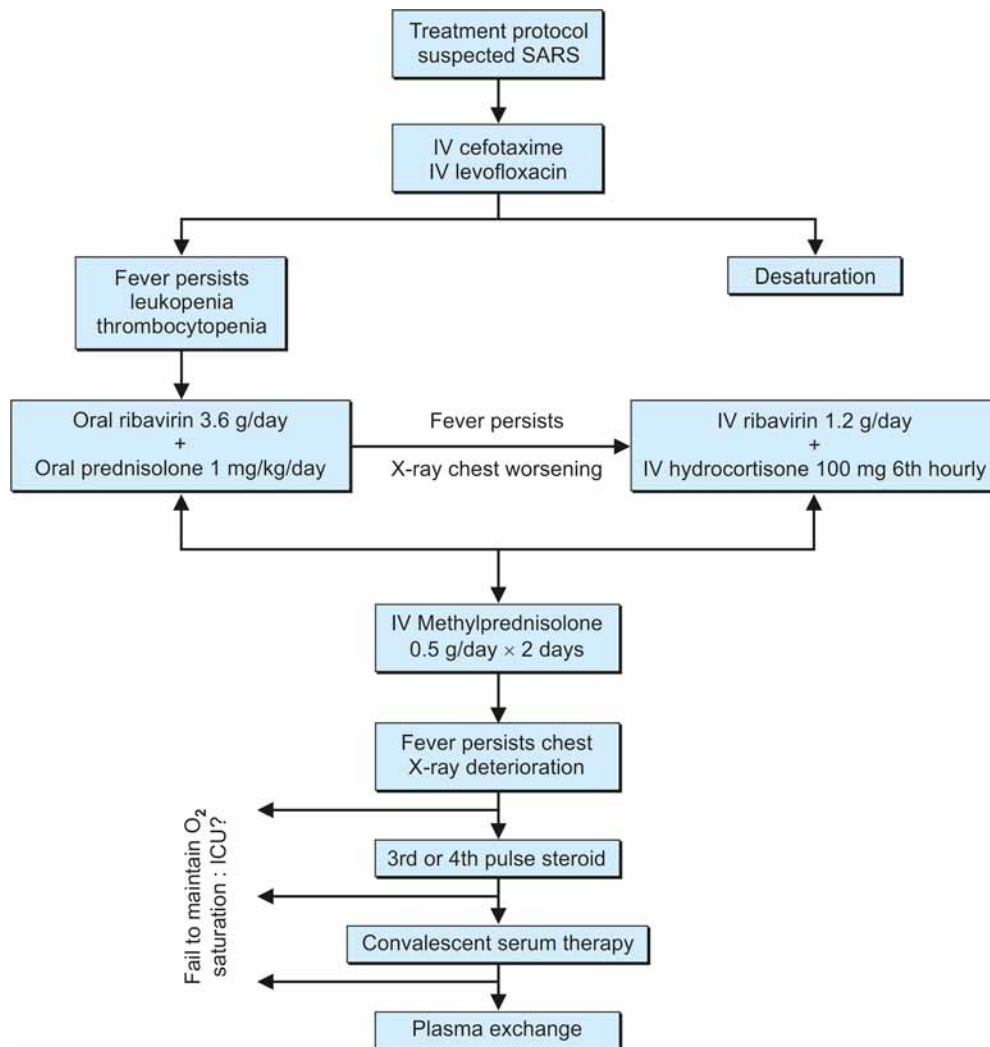 Treatment protocol
suspected SARS
IV cefotaxime
IV levofloxacin
Fever persists
leukopenia
thrombocytopenia
Desaturation
Oral ribavirin 3.6 g/day
+
Oral prednisolone 1 mg/kg/day
Fever persists
X-ray chest worsening
IV ribavirin 1.2 g/day
+
IV hydrocortisone 100 mg 6th hourly
IV Methylprednisolone
0.5 g/day × 2 days
Fever persists chest
X-ray deterioration
Fail to maintain O₂
saturation : ICU?
3rd or 4th pulse steroid
Convalescent serum therapy
Plasma exchange